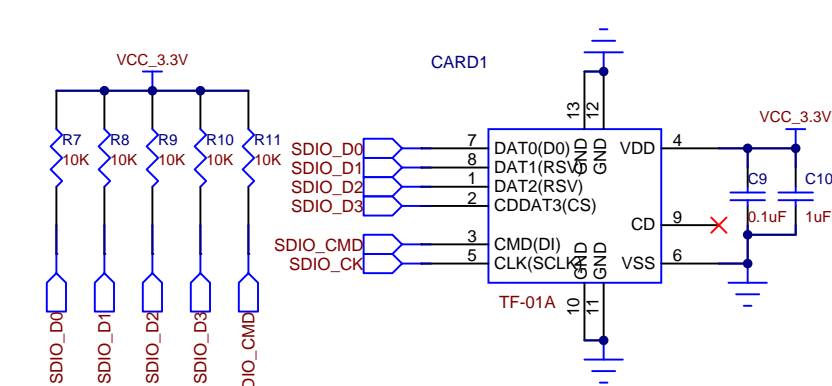 VCC_3.3V
R7
10K
R8
10K
R9
10K
R10
10K
R11
10K
SDIO_D0
SDIO_D1
SDIO_D2
SDIO_D3
DIO_CMD
CARD1
13
12
GND
GND
SDIO_D0
7
DAT0(D0)
SDIO_D1
8
DAT1(RSV)
SDIO_D2
1
DAT2(RSV)
SDIO_D3
2
CDDAT3(CS)
SDIO_CMD
3
CMD(DI)
SDIO_CK
5
CLK(SCLK)
GND
GND
10
11
TF-01A
VDD
4
CD
9
VSS
6
VCC_3.3V
C9
0.1uF
C10
1uF